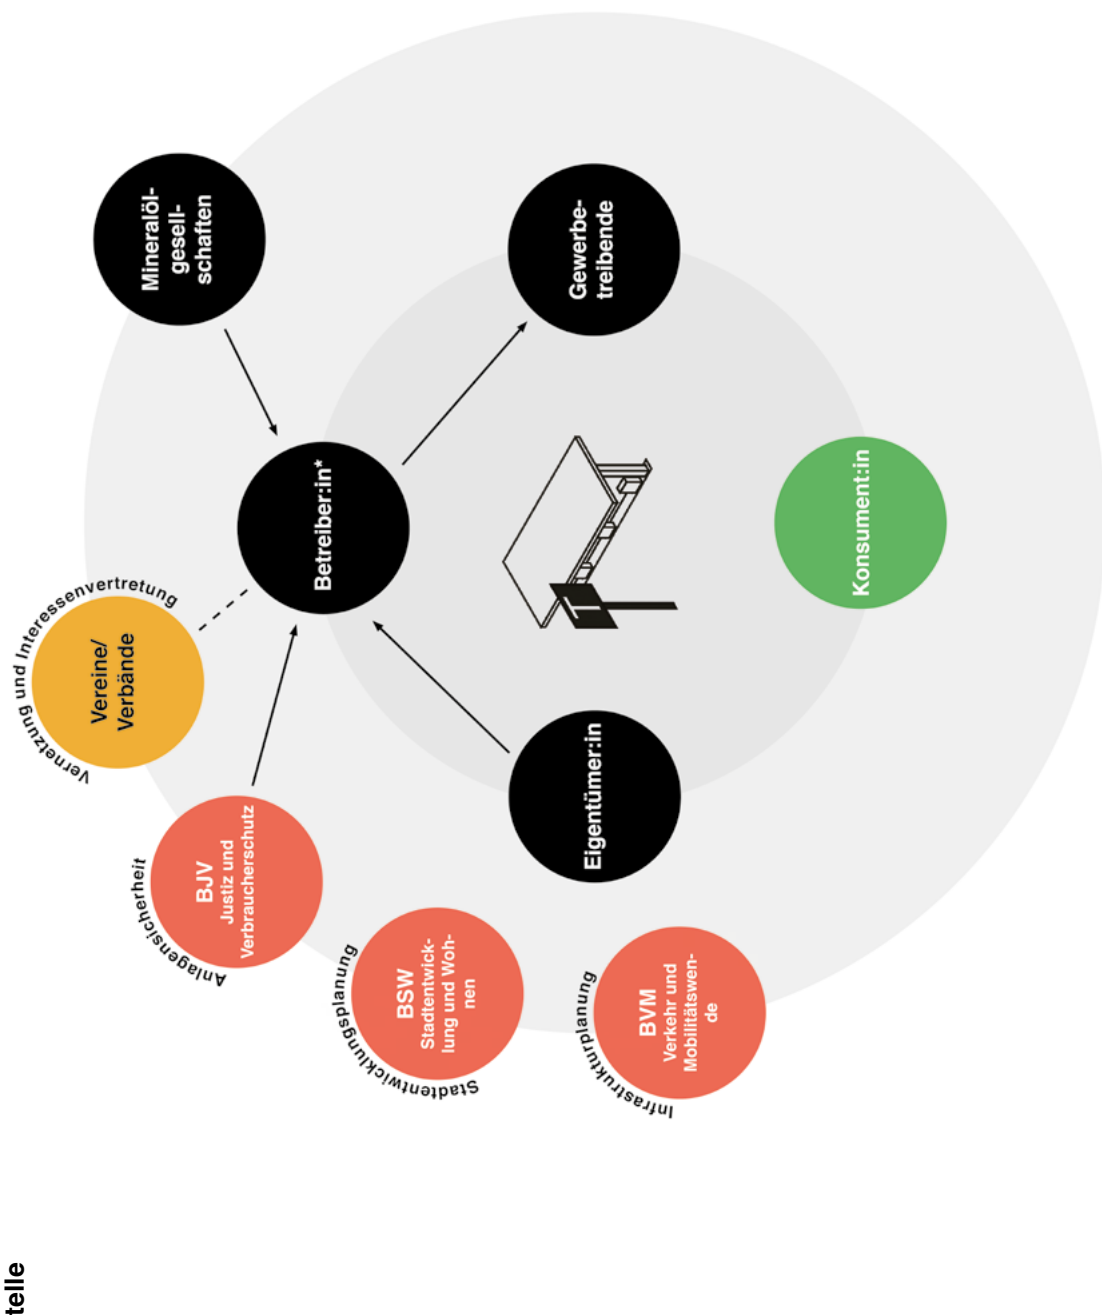 telle
Infrastrukturplanung
BVM
Verkehr und
Mobilitätswen-
de
Stadtentwicklungsplanung
BSW
Stadtentwick-
lung und Woh-
nen
Anlagensicherheit
BJV
Justiz und
Verbraucherschutz
Vernetzung und Interessenvertretung
Vereine/
Verbände
Betreiber:in*
Mineralöl-
gesell-
schaften
Eigentümer:in
Gewerbe-
treibende
T
Konsument:in